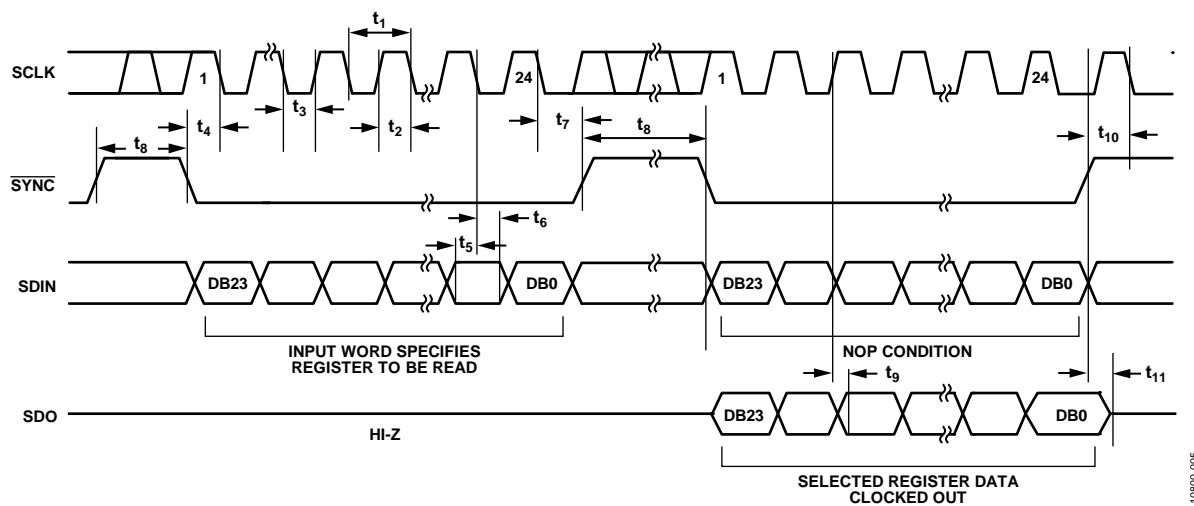 t1
SCLK
1
24
1
24
t3
t4
t2
t7
t8
t10
t8
SYNC
t6
t5
SDIN
DB23
DB0
DB23
DB0
INPUT WORD SPECIFIES
REGISTER TO BE READ
NOP CONDITION
t9
t11
SDO
HI-Z
DB23
DB0
SELECTED REGISTER DATA
CLOCKED OUT
10800-005